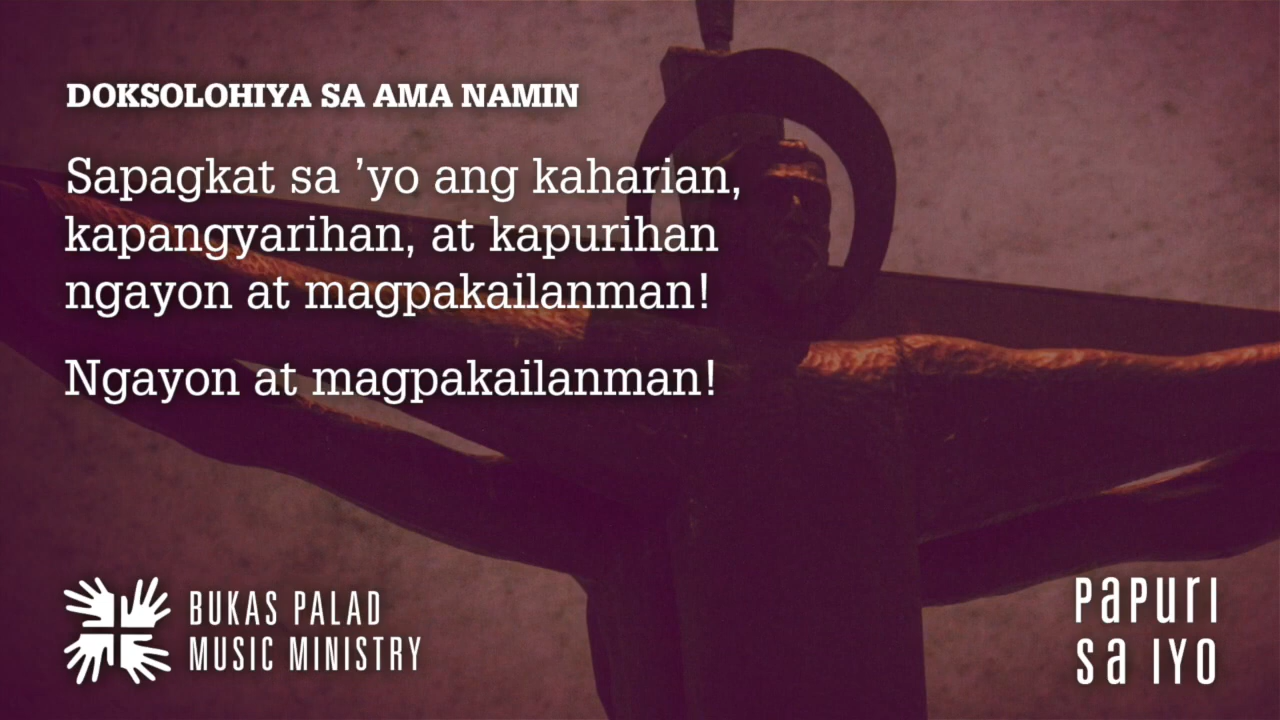 DOKSOLOHIYA SA AMA NAMIN
Sapagkat sa ’yo ang kaharian,
kapangyarihan, at kapurihan
ngayon at magpakailanman!
Ngayon at magpakailanman!
BUKAS PALAD
MUSIC MINISTRY
PaPURI
Sa IYO